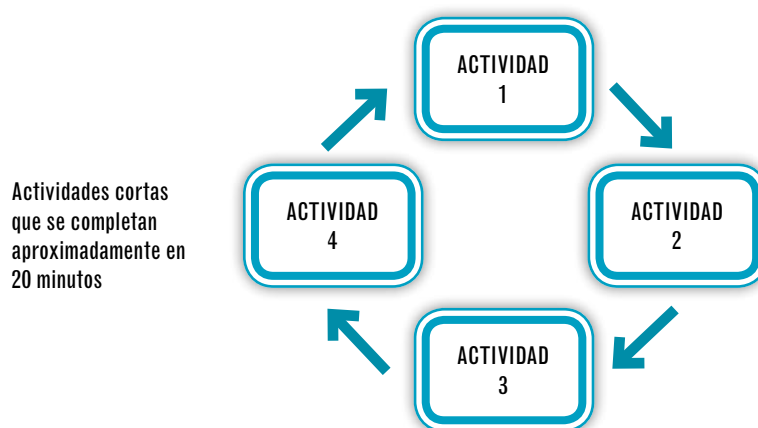 ACTIVIDAD
1
Actividades cortas
que se completan
aproximadamente en
20 minutos
ACTIVIDAD
4
ACTIVIDAD
2
ACTIVIDAD
3